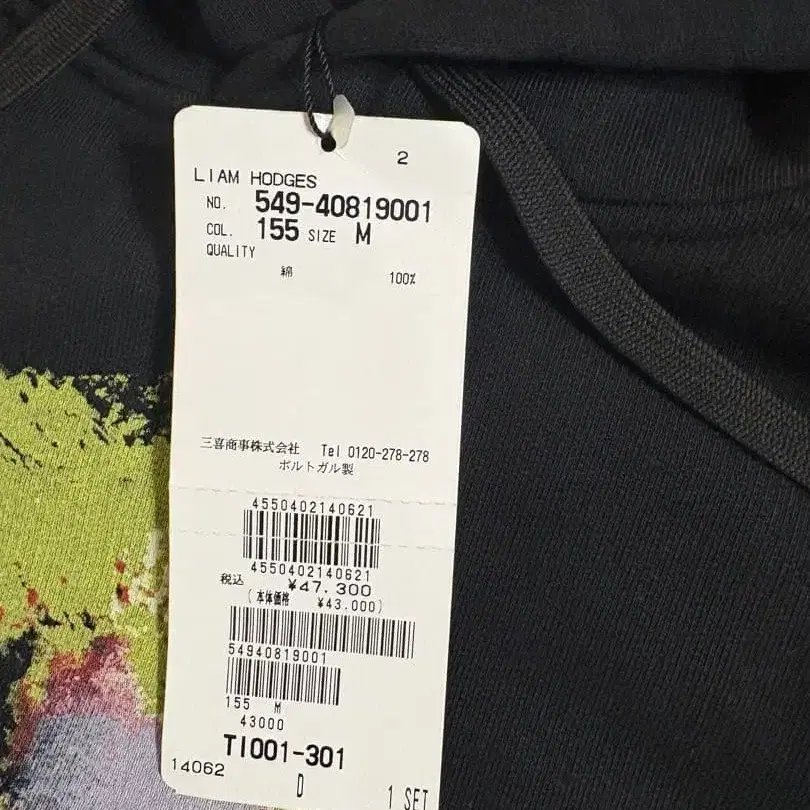 2
LIAM HODGES
NO. 549-40819001
COL. 155 SIZE M
QUALITY
綿 100%
三喜商事株式会社 Tel 0120-278-278
ポルトガル製
4550402140621
4550402140621
税込 ¥47.300
(本体価格 ¥43.000)
54940819001
155 M
43000
TI001-301
14062 D 1 SET